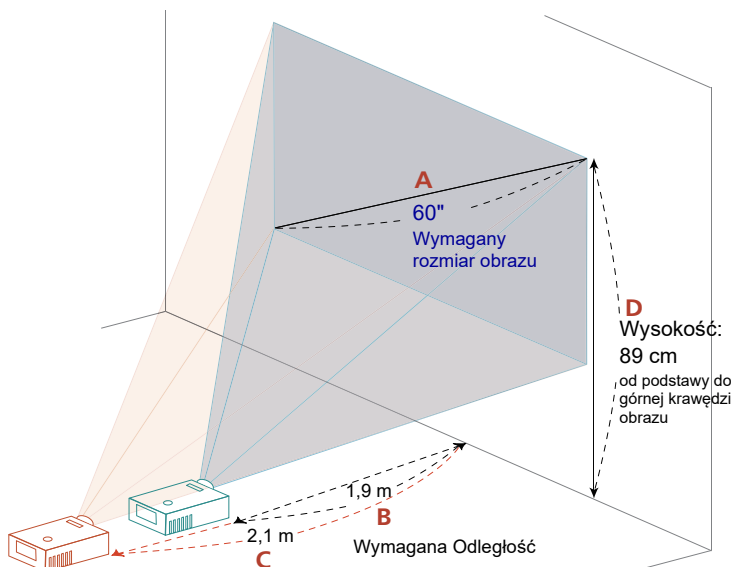 A
60"
Wymagany
rozmiar obrazu
D
Wysokość:
89 cm
od podstawy do
górnej krawędzi
obrazu
1,9 m
B
2,1 m
C
Wymagana Odległość